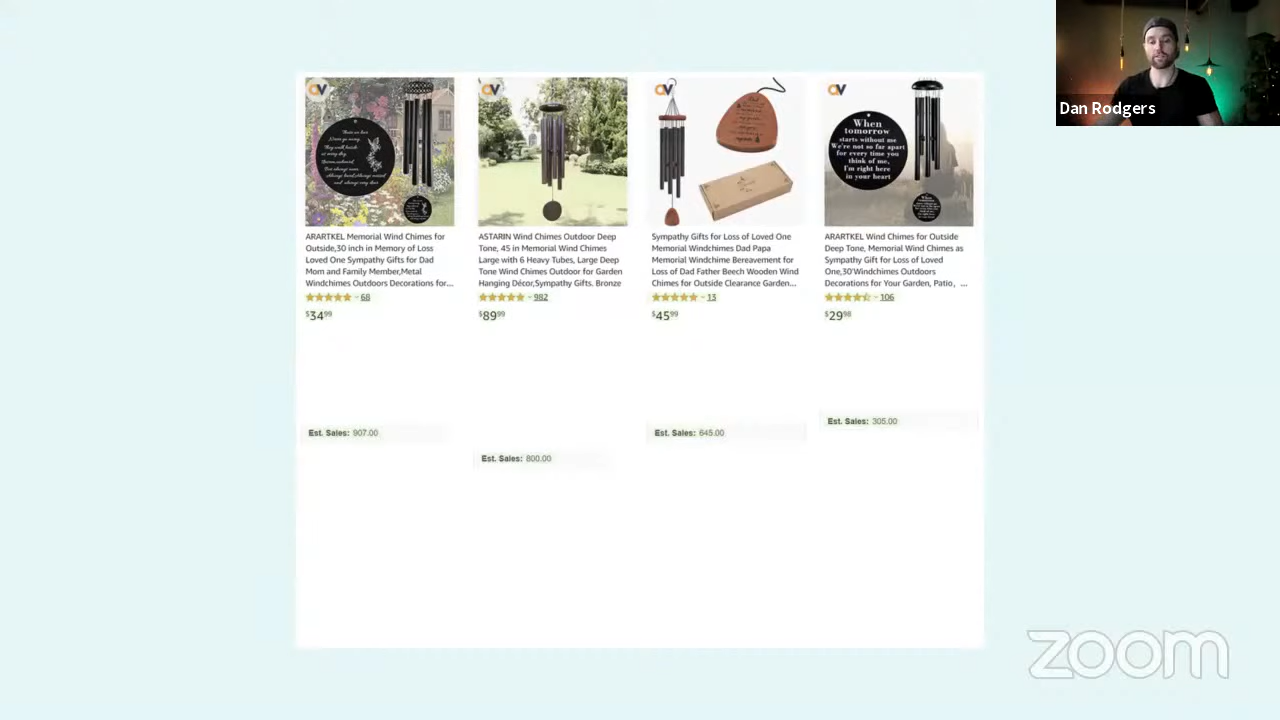 Dan Rodgers
When
tomorrow
starts without me
We're not so far apart
for every time you
think of me,
I'm right here
in your heart
ARARTKEL Memorial Wind Chimes for
Outside,30 inch in Memory of Loss
Loved One Sympathy Gifts for Dad
Mom and Family Member,Metal
Windchimes Outdoors Decorations for...
68
$34.99
Est. Sales: 907.00
ASTARIN Wind Chimes Outdoor Deep
Tone, 45 in Memorial Wind Chimes
Large with 6 Heavy Tubes, Large Deep
Tone Wind Chimes Outdoor for Garden
Hanging Décor,Sympathy Gifts. Bronze
982
$89.99
Est. Sales: 800.00
Sympathy Gifts for Loss of Loved One
Memorial Windchimes Dad Papa
Memorial Windchime Bereavement for
Loss of Dad Father Beech Wooden Wind
Chimes for Outside Clearance Garden...
13
$45.99
Est. Sales: 645.00
ARARTKEL Wind Chimes for Outside
Deep Tone, Memorial Wind Chimes as
Sympathy Gift for Loss of Loved
One,30'Windchimes Outdoors
Decorations for Your Garden, Patio, ...
106
$29.98
Est. Sales: 305.00
zoom